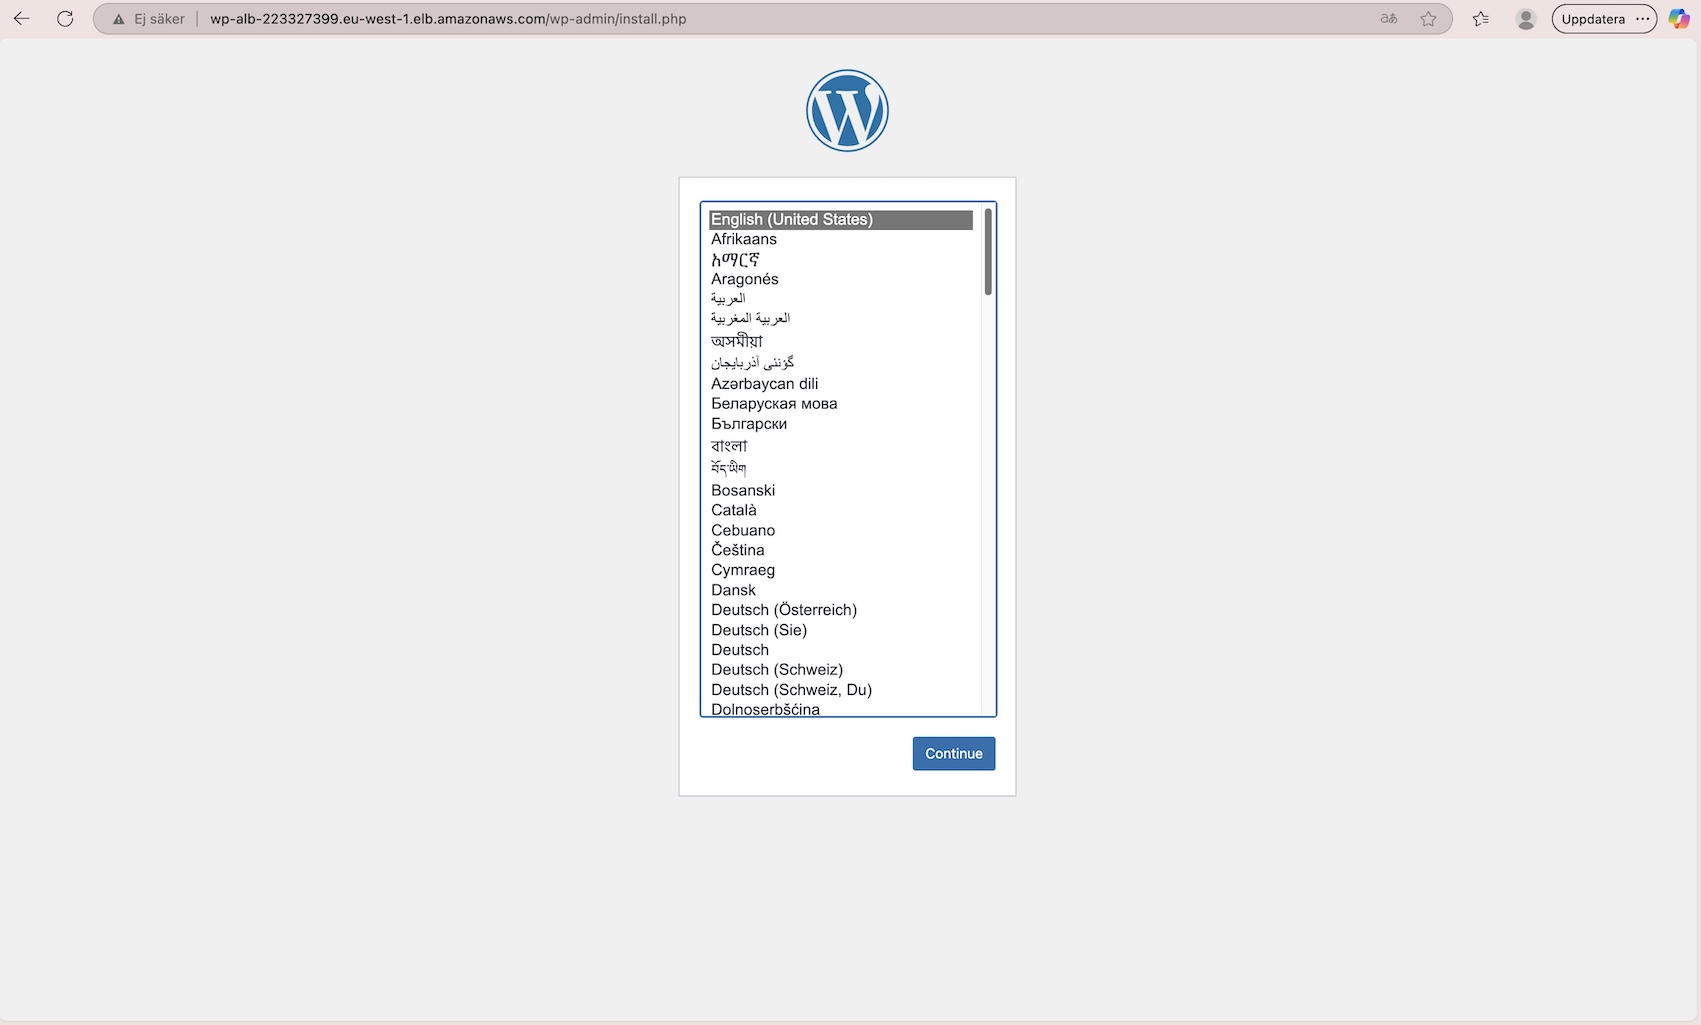 Ej säker
wp-alb-223327399.eu-west-1.elb.amazonaws.com/wp-admin/install.php
aあ
Uppdatera
English (United States)
Afrikaans
አማርኛ
Aragonés
العربية
العربية المغربية
অসমীয়া
گؤنئی آذربایجان
Azərbaycan dili
Беларуская мова
Български
বাংলা
བོད་ཡིག
Bosanski
Català
Cebuano
Čeština
Cymraeg
Dansk
Deutsch (Österreich)
Deutsch (Sie)
Deutsch
Deutsch (Schweiz)
Deutsch (Schweiz, Du)
Dolnoserbšćina
Continue